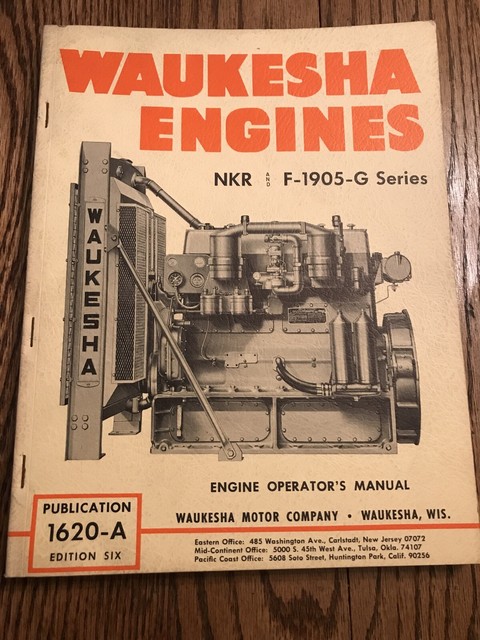 WAUKESHA
ENGINES
NKR AND F-1905-G Series
WAUKESHA
ENGINE OPERATOR'S MANUAL
PUBLICATION
1620-A
EDITION SIX
WAUKESHA MOTOR COMPANY • WAUKESHA, WIS.
Eastern Office: 485 Washington Ave., Carlstadt, New Jersey 07072
Mid-Continent Office: 5000 S. 45th West Ave., Tulsa, Okla. 74107
Pacific Coast Office: 5608 Soto Street, Huntington Park, Calif. 90256